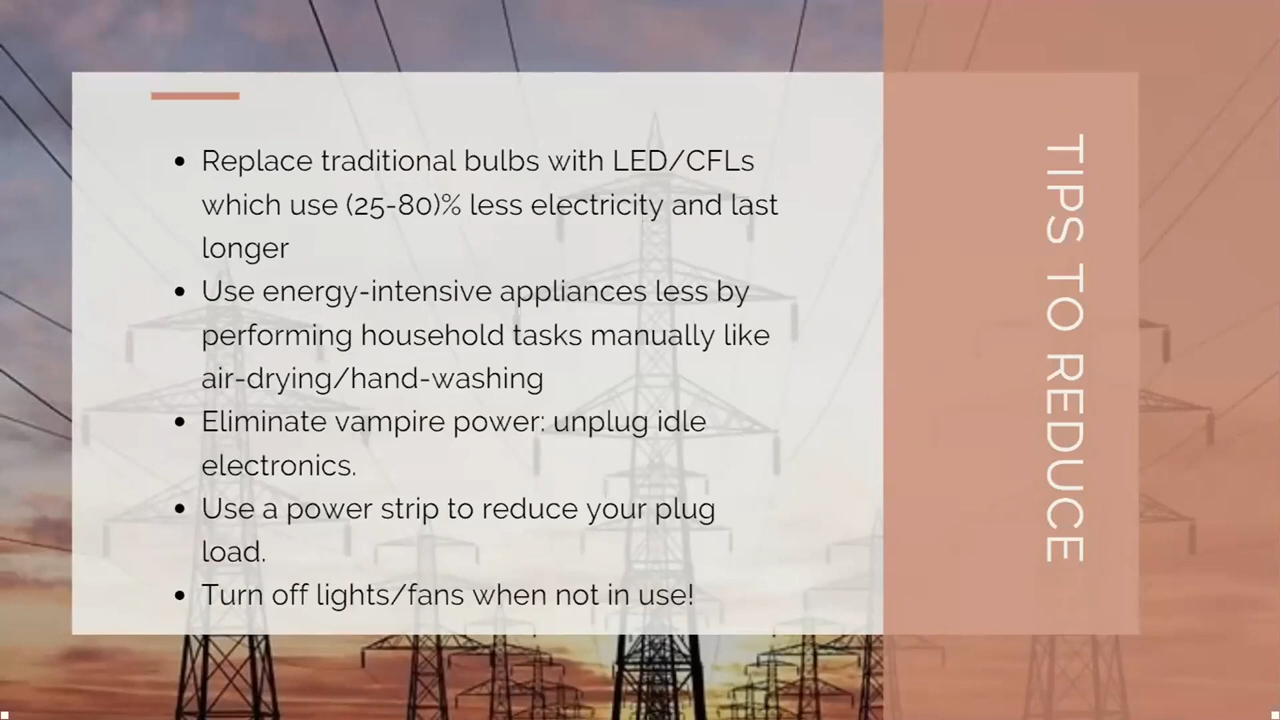 • Replace traditional bulbs with LED/CFLs
which use (25-80)% less electricity and last
longer
• Use energy-intensive appliances less by
performing household tasks manually like
air-drying/hand-washing
• Eliminate vampire power: unplug idle
electronics.
• Use a power strip to reduce your plug
load.
• Turn off lights/fans when not in use!
TIPS TO REDUCE